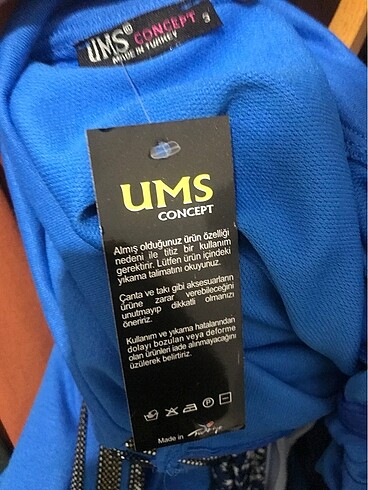 UMS® CONCEPT
MADE IN TURKEY
UMS
CONCEPT
Almış olduğunuz ürün özelliği
nedeni ile titiz bir kullanım
gerektirir. Lütfen ürün içindeki
yıkama talimatını okuyunuz.
Çanta ve takı gibi aksesuarların
ürüne zarar verebileceğini
unutmayıp dikkatli olmanızı
öneririz.
Kullanım ve yıkama hatalarından
dolayı bozulan veya deforme
olan ürünleri iade alınmayacağını
üzülerek belirtiriz.
P
Made in